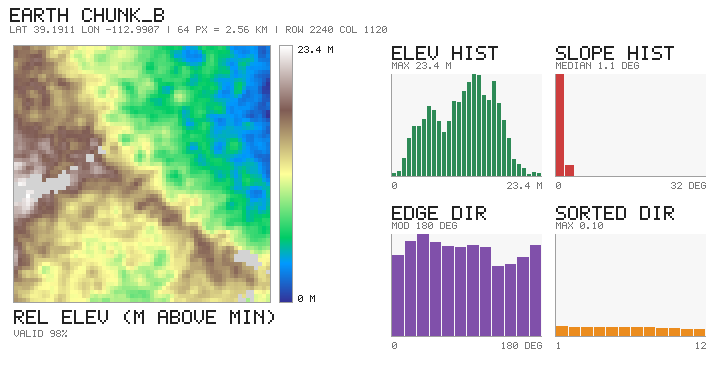 EARTH CHUNK_B
LAT 39.1911 LON -112.9907 | 64 PX = 2.56 KM | ROW 2240 COL 1120
23.4 M
0 M
REL ELEV (M ABOVE MIN)
VALID 98%
ELEV HIST
MAX 23.4 M
0 23.4 M
SLOPE HIST
MEDIAN 1.1 DEG
0 32 DEG
EDGE DIR
MOD 180 DEG
0 180 DEG
SORTED DIR
MAX 0.10
1 12